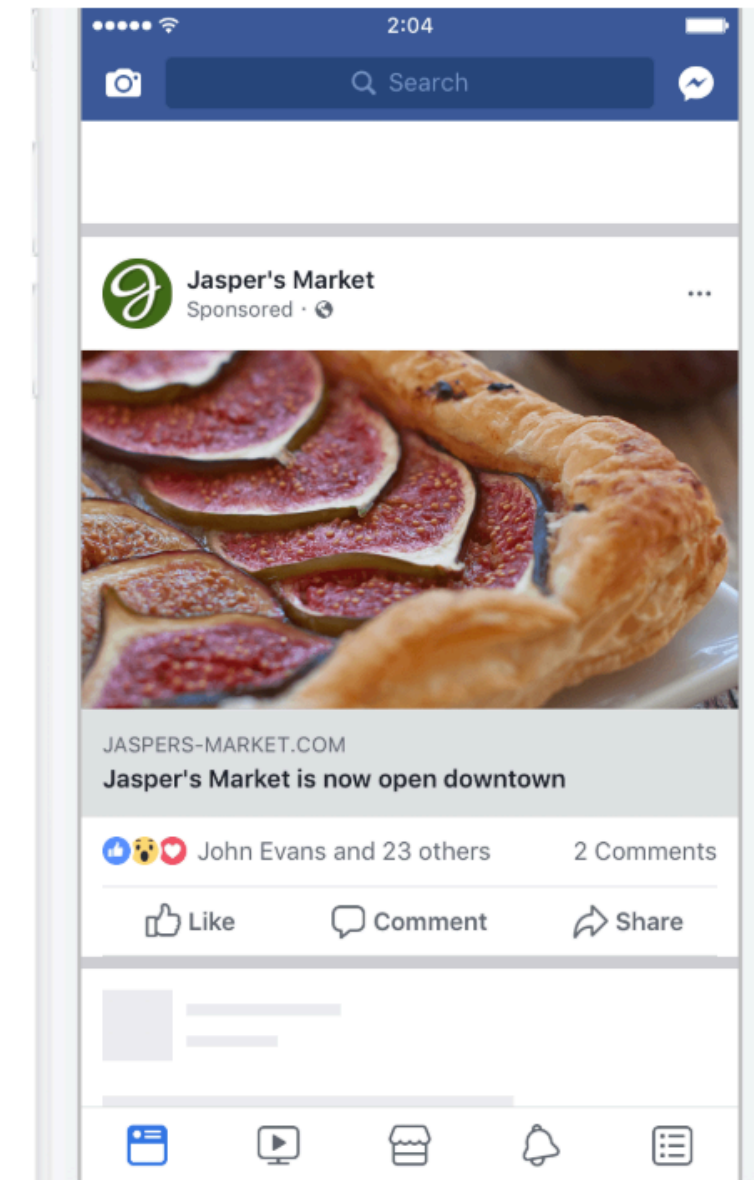 2:04
Search
Jasper's Market
Sponsored ·
JASPERS-MARKET.COM
Jasper's Market is now open downtown
John Evans and 23 others 2 Comments
Like Comment Share